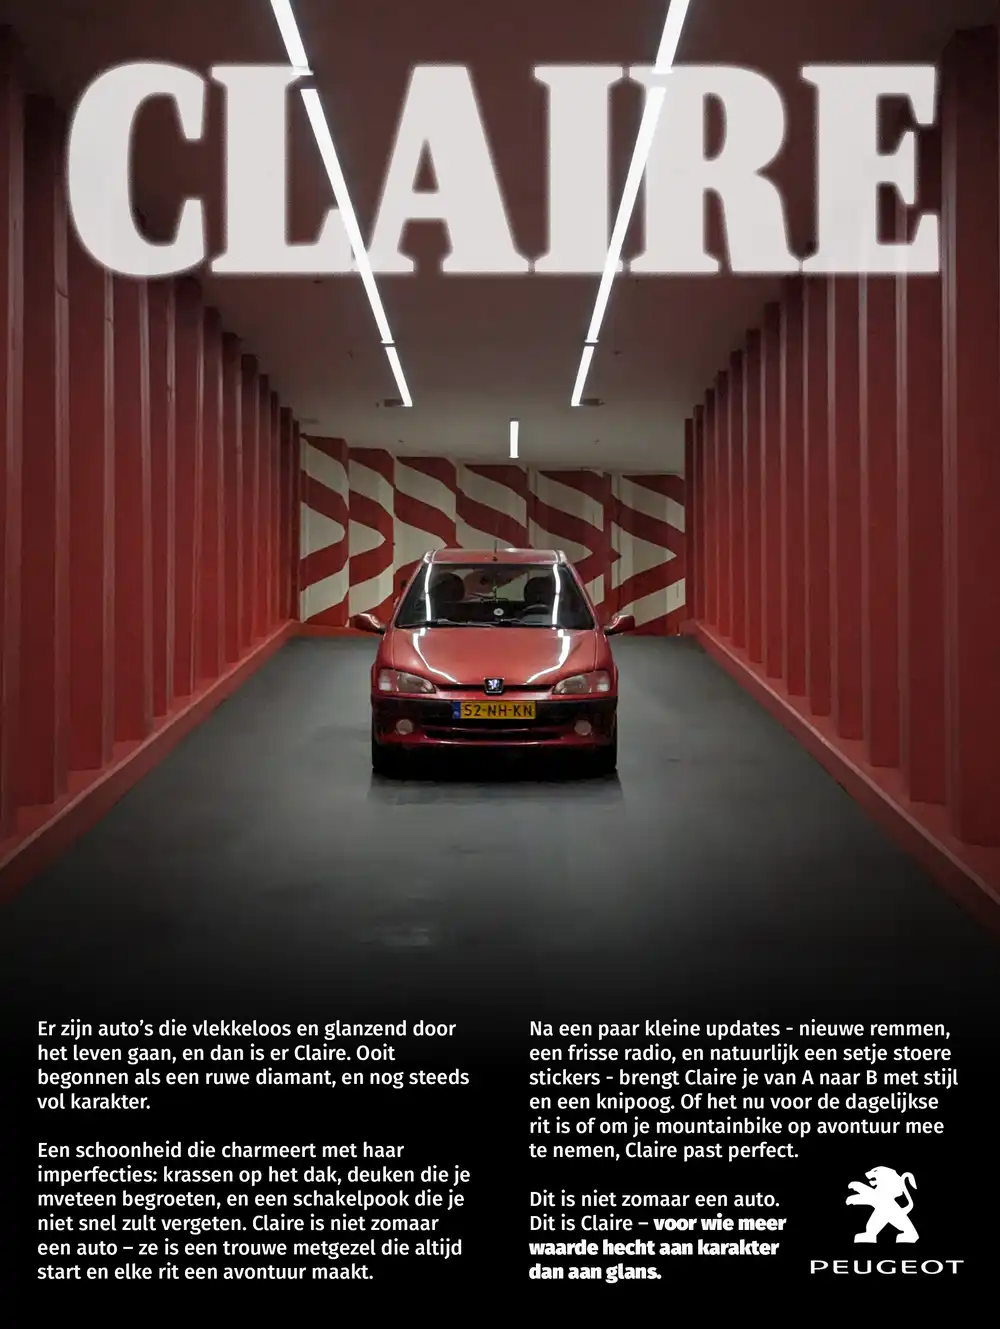 CLAIRE
52-NH-KN
Er zijn auto's die vlekkeloos en glanzend door
het leven gaan, en dan is er Claire. Ooit
begonnen als een ruwe diamant, en nog steeds
vol karakter.
Een schoonheid die charmeert met haar
imperfecties: krassen op het dak, deuken die je
mveteen begroeten, en een schakelpook die je
niet snel zult vergeten. Claire is niet zomaar
een auto – ze is een trouwe metgezel die altijd
start en elke rit een avontuur maakt.
Na een paar kleine updates - nieuwe remmen,
een frisse radio, en natuurlijk een setje stoere
stickers - brengt Claire je van A naar B met stijl
en een knipoog. Of het nu voor de dagelijkse
rit is of om je mountainbike op avontuur mee
te nemen, Claire past perfect.
Dit is niet zomaar een auto.
Dit is Claire – voor wie meer
waarde hecht aan karakter
dan aan glans.
PEUGEOT